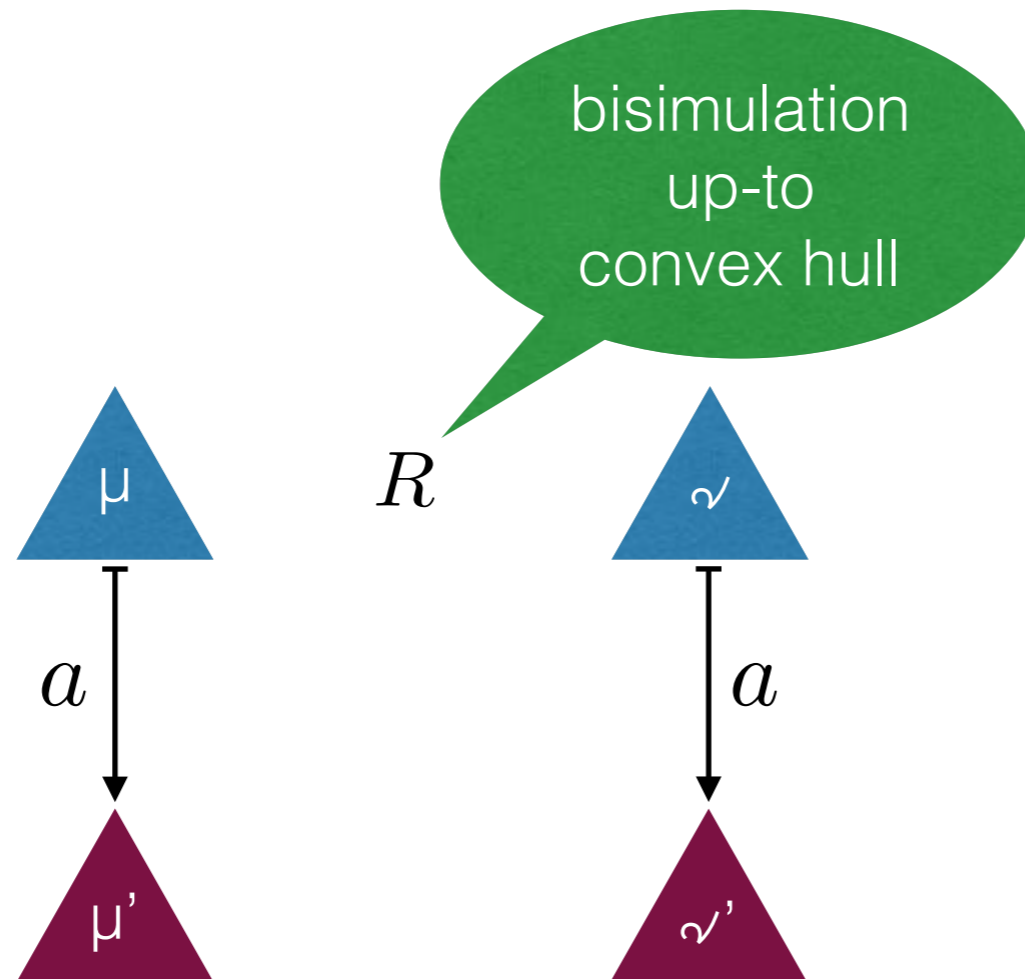 bisimulation
up-to
convex hull
μ R 𝜈
a a
μ’ 𝜈’